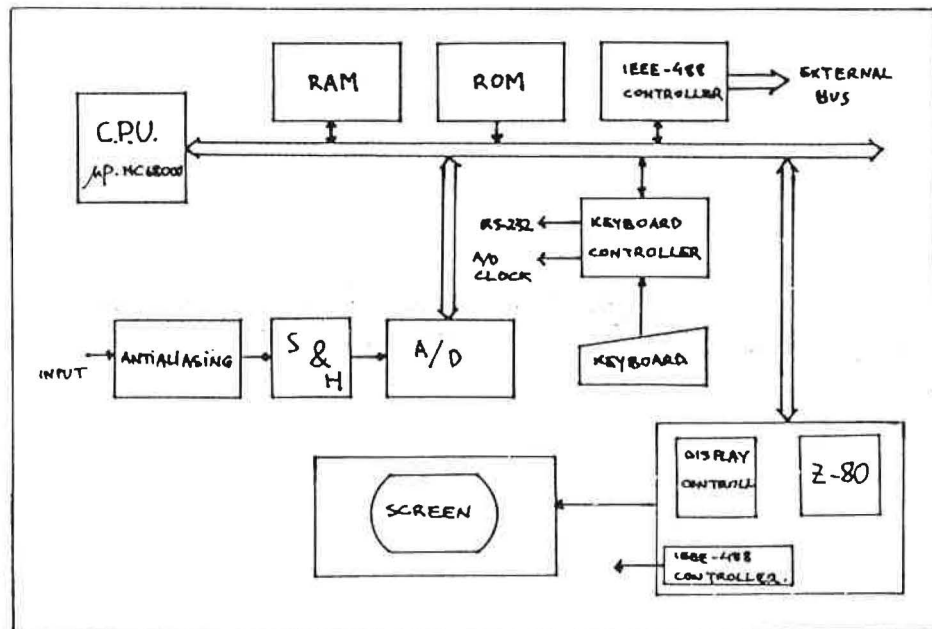 RAM
ROM
IEEE-488
CONTROLLER
EXTERNAL
BUS
C.P.U.
μP. MC68000
RS-232
A/D
CLOCK
KEYBOARD
CONTROLLER
INPUT
ANTIALIASING
S
&
H
A/D
KEYBOARD
DISPLAY
CONTROLL
Z-80
SCREEN
IEEE-488
CONTROLLER.